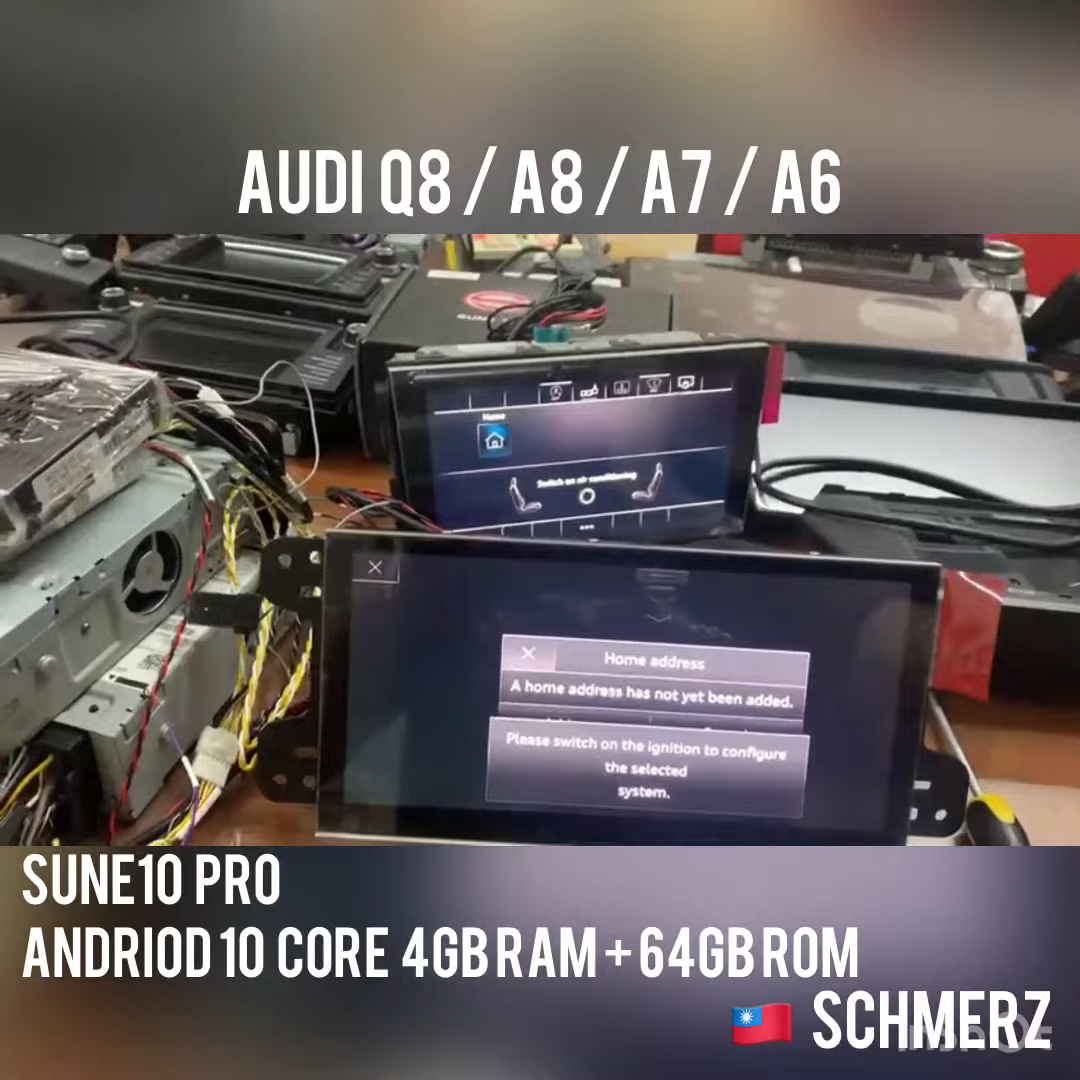 AUDI Q8 / A8 / A7 / A6
Home
Switch on air conditioning
Home address
A home address has not yet been added.
Please switch on the ignition to configure
the selected
system.
SUNE10 PRO
ANDRIOD 10 CORE 4GB RAM + 64GB ROM
SCHMERZ